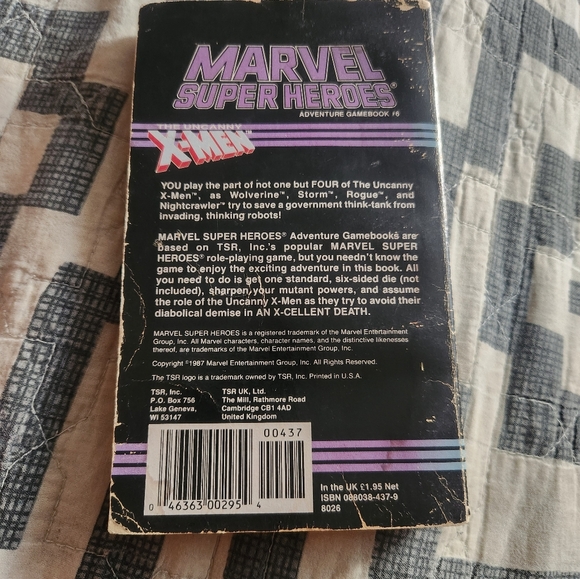 MARVEL
SUPER HEROES®
ADVENTURE GAMEBOOK #6
THE UNCANNY
X-MEN™
YOU play the part of not one but FOUR of The Uncanny
X-Men™, as Wolverine™, Storm™, Rogue™, and
Nightcrawler™ try to save a government think-tank from
invading, thinking robots!
MARVEL SUPER HEROES® Adventure Gamebooks are
based on TSR, Inc.'s popular MARVEL SUPER
HEROES® role-playing game, but you needn't know the
game to enjoy the exciting adventure in this book. All
you need to do is get one standard, six-sided die (not
included), sharpen your mutant powers, and assume
the role of the Uncanny X-Men as they try to avoid their
diabolical demise in AN X-CELLENT DEATH.
MARVEL SUPER HEROES is a registered trademark of the Marvel Entertainment
Group, Inc. All Marvel characters, character names, and the distinctive likenesses
thereof, are trademarks of the Marvel Entertainment Group, Inc.
Copyright ©1987 Marvel Entertainment Group, Inc. All Rights Reserved.
The TSR logo is a trademark owned by TSR, Inc. Printed in U.S.A.
TSR, Inc.
P.O. Box 756
Lake Geneva,
WI 53147
TSR UK, Ltd.
The Mill, Rathmore Road
Cambridge CB1 4AD
United Kingdom
00437
0 46363 00295 4
In the UK £1.95 Net
ISBN 088038-437-9
8026